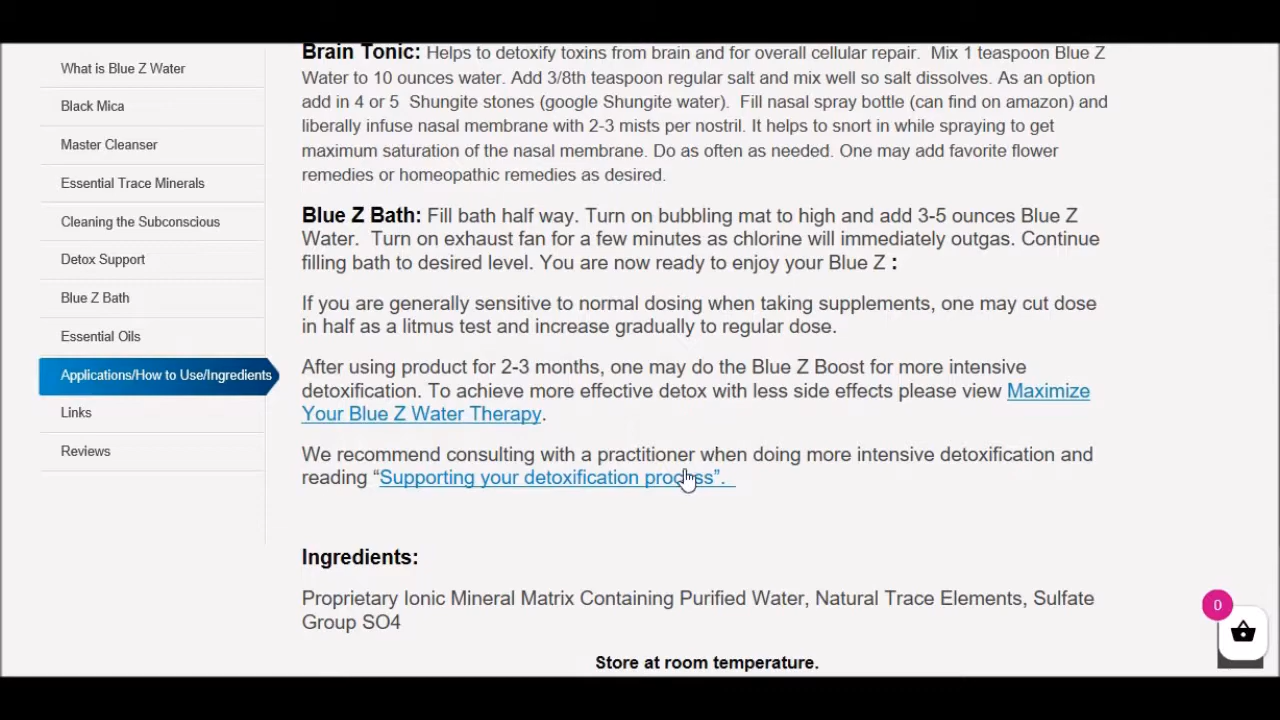 What is Blue Z Water
Black Mica
Master Cleanser
Essential Trace Minerals
Cleaning the Subconscious
Detox Support
Blue Z Bath
Essential Oils
Applications/How to Use/Ingredients
Links
Reviews
Brain Tonic: Helps to detoxify toxins from brain and for overall cellular repair. Mix 1 teaspoon Blue Z
Water to 10 ounces water. Add 3/8th teaspoon regular salt and mix well so salt dissolves. As an option
add in 4 or 5 Shungite stones (google Shungite water). Fill nasal spray bottle (can find on amazon) and
liberally infuse nasal membrane with 2-3 mists per nostril. It helps to snort in while spraying to get
maximum saturation of the nasal membrane. Do as often as needed. One may add favorite flower
remedies or homeopathic remedies as desired.
Blue Z Bath: Fill bath half way. Turn on bubbling mat to high and add 3-5 ounces Blue Z
Water. Turn on exhaust fan for a few minutes as chlorine will immediately outgas. Continue
filling bath to desired level. You are now ready to enjoy your Blue Z :
If you are generally sensitive to normal dosing when taking supplements, one may cut dose
in half as a litmus test and increase gradually to regular dose.
After using product for 2-3 months, one may do the Blue Z Boost for more intensive
detoxification. To achieve more effective detox with less side effects please view Maximize
Your Blue Z Water Therapy.
We recommend consulting with a practitioner when doing more intensive detoxification and
reading “Supporting your detoxification process”.
Ingredients:
Proprietary Ionic Mineral Matrix Containing Purified Water, Natural Trace Elements, Sulfate
Group SO4
Store at room temperature.
0